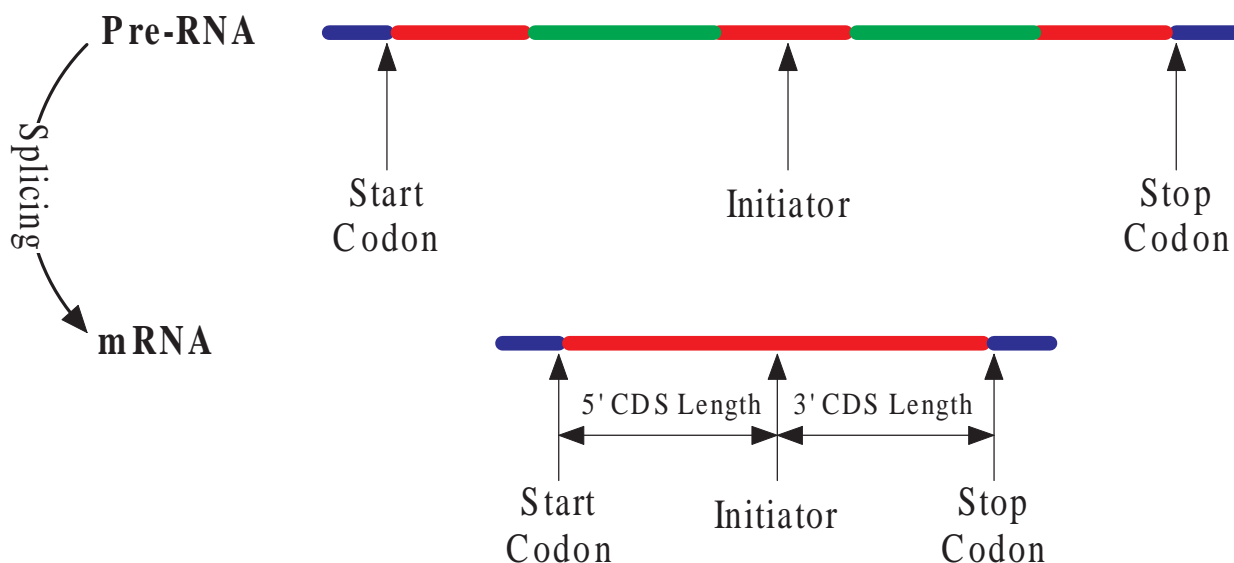 Pre-RNA
Splicing
Start
Codon
Initiator
Stop
Codon
mRNA
5' CDS Length
3' CDS Length
Start
Codon
Initiator
Stop
Codon